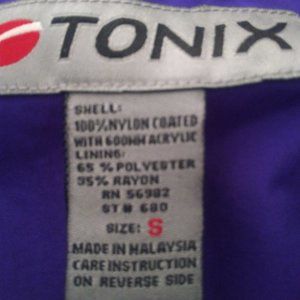 TONIX
SHELL:
100% NYLON COATED
WITH 600MM ACRYLIC
LINING:
65 % POLYESTER
35% RAYON
RN 56982
ST # 680
SIZE: S
MADE IN MALAYSIA
CARE INSTRUCTION
ON REVERSE SIDE